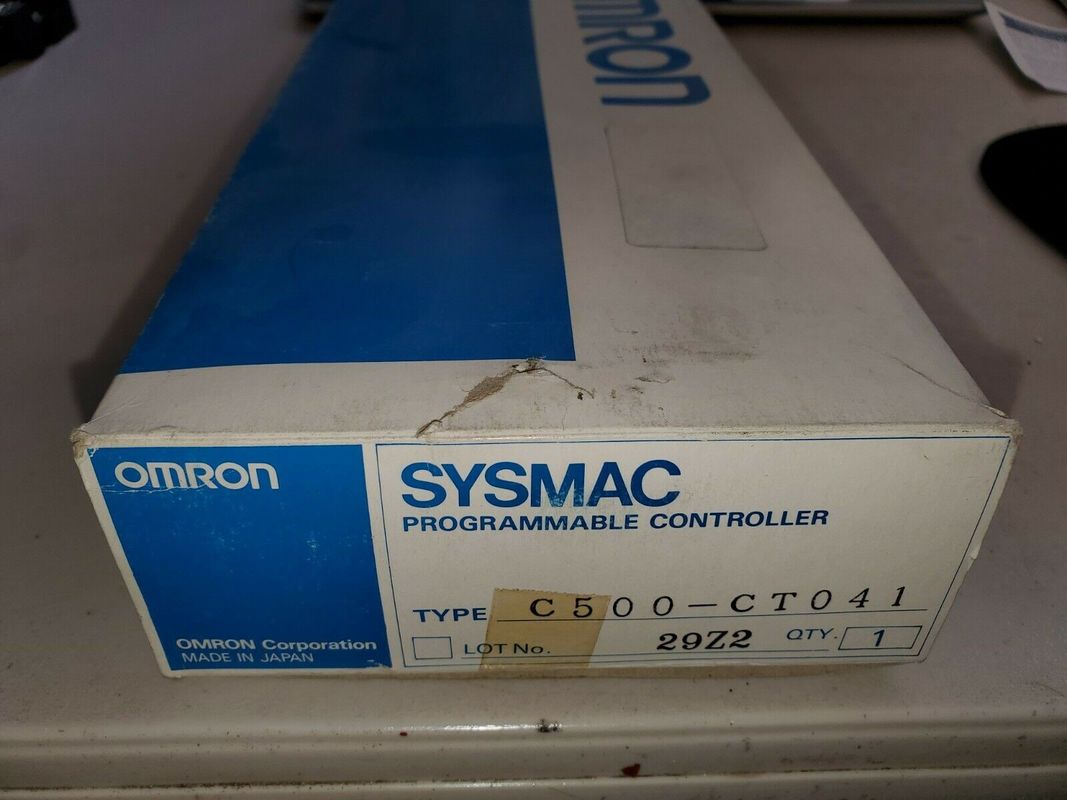 OMRON
OMRON
SYSMAC
PROGRAMMABLE CONTROLLER
TYPE C500-CT041
LOT No. 29Z2 QTY. 1
OMRON Corporation
MADE IN JAPAN